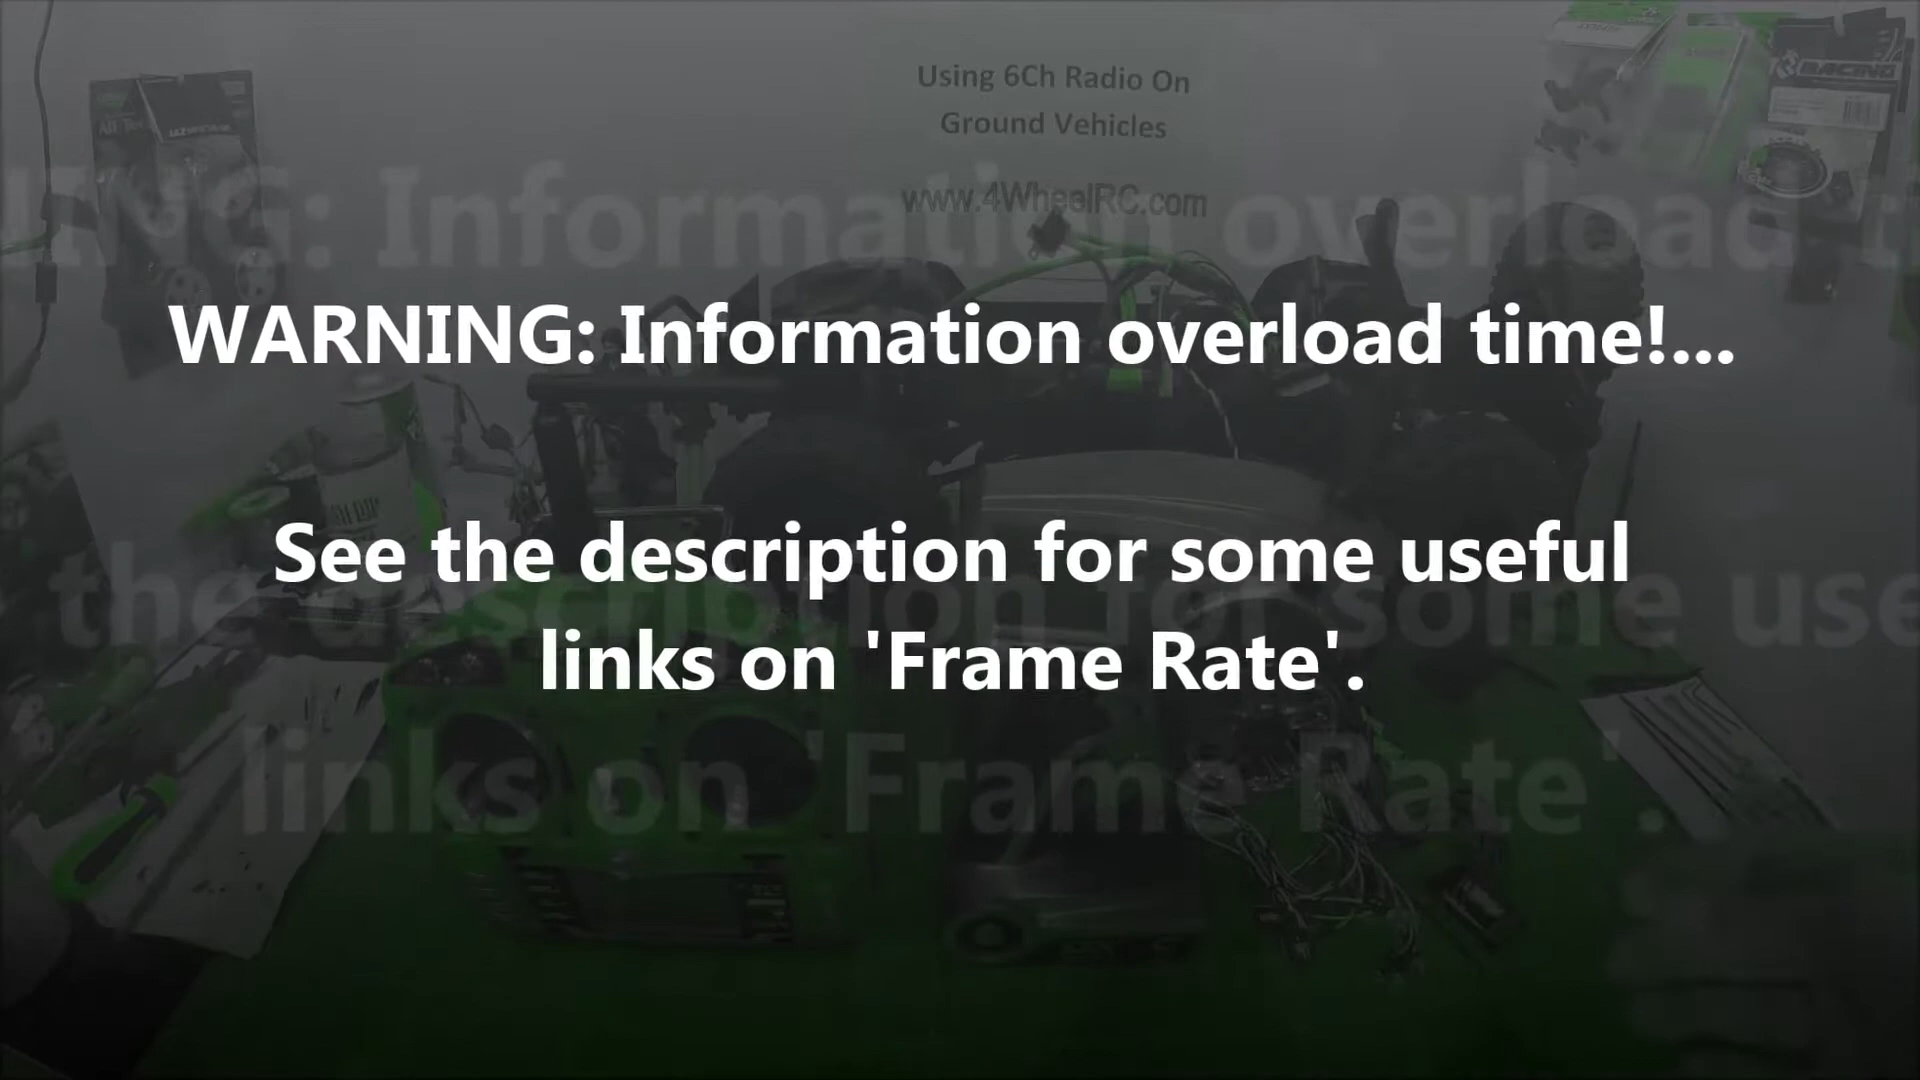 Using 6Ch Radio On
Ground Vehicles
www.4WheelRC.com
RACING
WARNING: Information overload time!...
See the description for some useful
links on 'Frame Rate'.